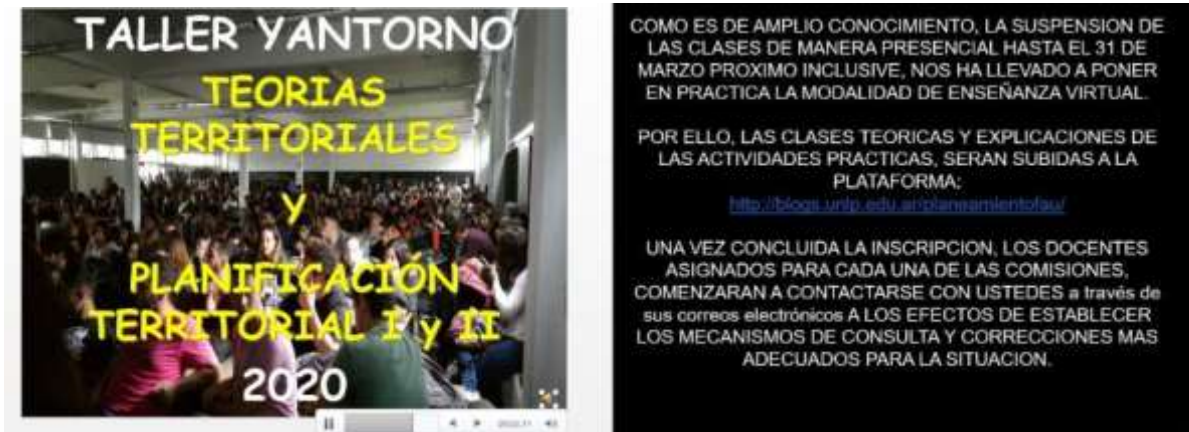 TALLER YANTORNO
TEORIAS
TERRITORIALES
Y
PLANIFICACIÓN
TERRITORIAL I y II
2020
COMO ES DE AMPLIO CONOCIMIENTO, LA SUSPENSION DE
LAS CLASES DE MANERA PRESENCIAL HASTA EL 31 DE
MARZO PROXIMO INCLUSIVE, NOS HA LLEVADO A PONER
EN PRACTICA LA MODALIDAD DE ENSEÑANZA VIRTUAL.
POR ELLO, LAS CLASES TEORICAS Y EXPLICACIONES DE
LAS ACTIVIDADES PRACTICAS, SERAN SUBIDAS A LA
PLATAFORMA:
http://blogs.unlp.edu.ar/planeamientofau/
UNA VEZ CONCLUIDA LA INSCRIPCION, LOS DOCENTES
ASIGNADOS PARA CADA UNA DE LAS COMISIONES,
COMENZARAN A CONTACTARSE CON USTEDES a través de
sus correos electrónicos A LOS EFECTOS DE ESTABLECER
LOS MECANISMOS DE CONSULTA Y CORRECCIONES MAS
ADECUADOS PARA LA SITUACION.